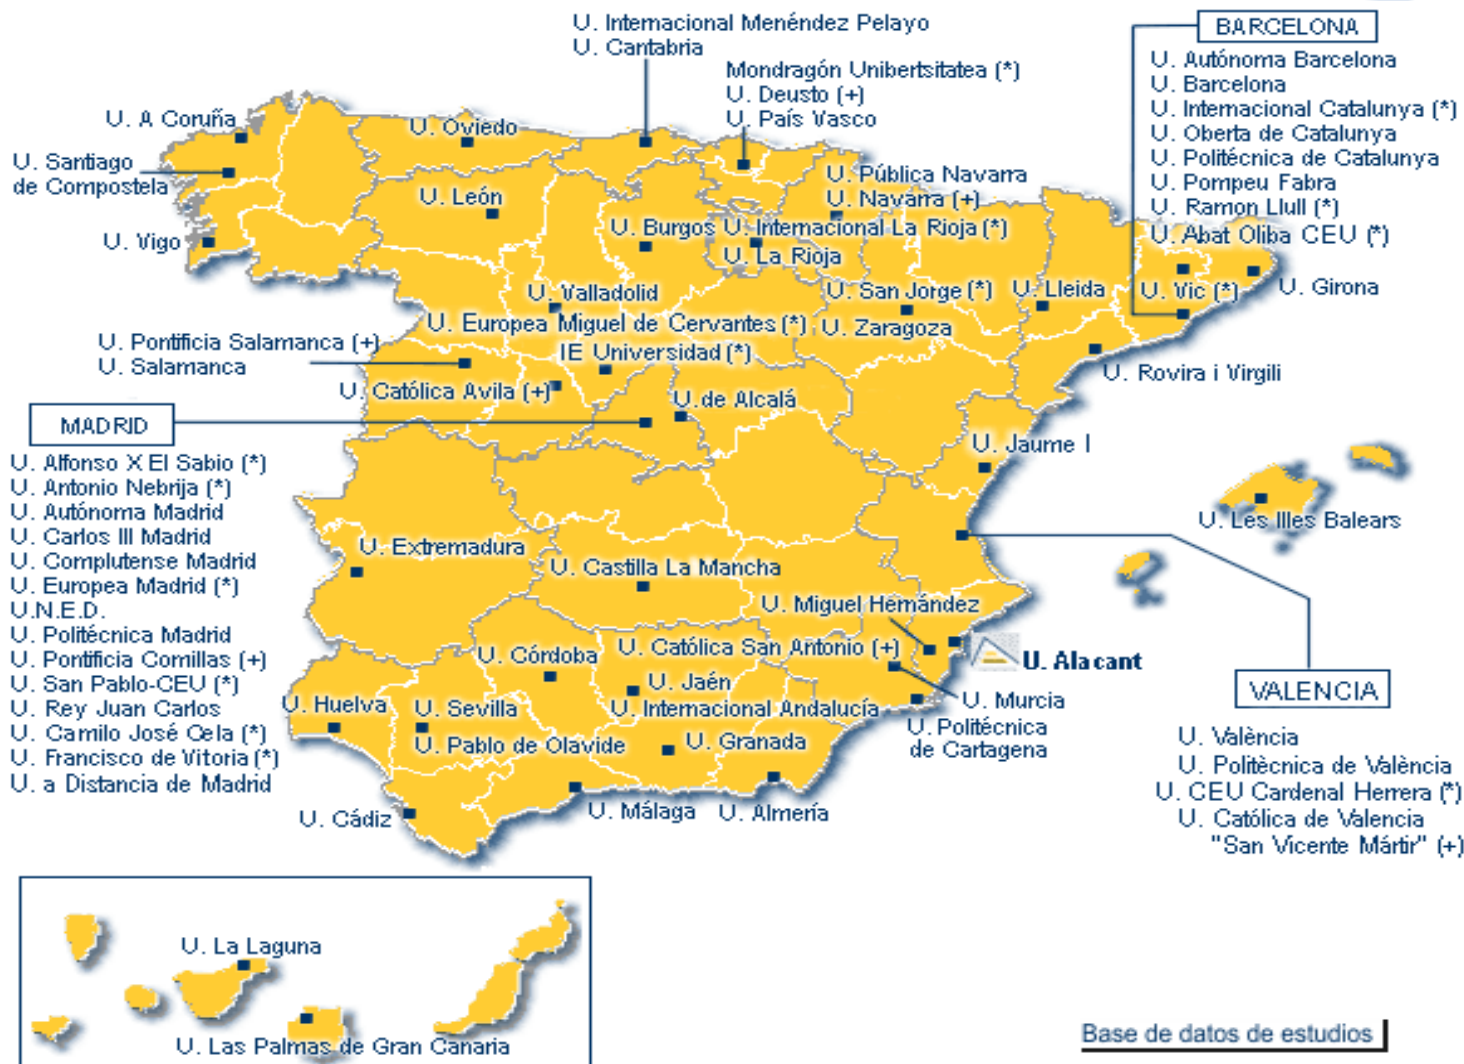 U. Internacional Menéndez Pelayo
U. Cantabria
Mondragón Unibertsitatea (*)
U. Deusto (+)
U. País Vasco
BARCELONA
U. Autónoma Barcelona
U. Barcelona
U. Internacional Catalunya (*)
U. Oberta de Catalunya
U. Politécnica de Catalunya
U. Pompeu Fabra
U. Ramon Llull (*)
U. Abat Oliba CEU (*)
U. A Coruña
U. Oviedo
U. Santiago
de Compostela
U. Pública Navarra
U. Navarra (+)
U. León
U. Burgos
U. Internacional La Rioja (*)
U. La Rioja
U. Vigo
U. Valladolid
U. San Jorge (*)
U. Zaragoza
U. Lleida
U. Vic (*)
U. Girona
U. Europea Miguel de Cervantes (*)
U. Pontificia Salamanca (+)
U. Salamanca
IE Universidad (*)
U. Rovira i Virgili
U. Católica Avila (+)
U.de Alcalá
MADRID
U. Alfonso X El Sabio (*)
U. Antonio Nebrija (*)
U. Autónoma Madrid
U. Carlos III Madrid
U. Complutense Madrid
U. Europea Madrid (*)
U.N.E.D.
U. Politécnica Madrid
U. Pontificia Comillas (+)
U. San Pablo-CEU (*)
U. Rey Juan Carlos
U. Camilo José Cela (*)
U. Francisco de Vitoria (*)
U. a Distancia de Madrid
U. Jaume I
U. Les Illes Balears
U. Extremadura
U. Castilla La Mancha
U. Miguel Hernández
U. Católica San Antonio (+)
U. Alacant
U. Córdoba
U. Jaén
U. Internacional Andalucía
U. Murcia
U. Politécnica
de Cartagena
U. Huelva
U. Sevilla
U. Pablo de Olavide
U. Granada
U. Cádiz
U. Málaga
U. Almería
VALENCIA
U. València
U. Politècnica de València
U. CEU Cardenal Herrera (*)
U. Católica de Valencia
"San Vicente Mártir" (+)
U. La Laguna
U. Las Palmas de Gran Canaria
Base de datos de estudios